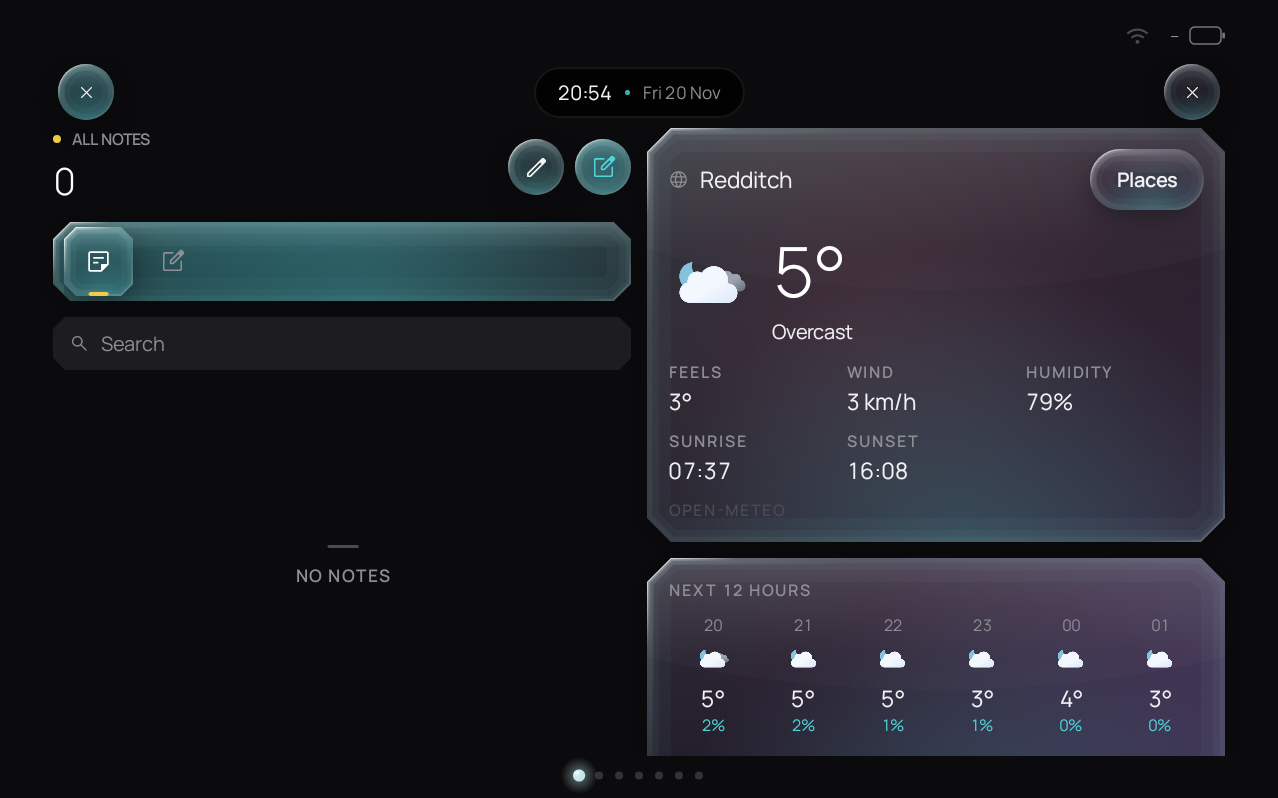 –
20:54 • Fri 20 Nov
ALL NOTES
0
Search
NO NOTES
Redditch
Places
5°
Overcast
FEELS WIND HUMIDITY
3° 3 km/h 79%
SUNRISE SUNSET
07:37 16:08
OPEN-METEO
NEXT 12 HOURS
20 21 22 23 00 01
5° 5° 5° 3° 4° 3°
2% 2% 1% 1% 0% 0%